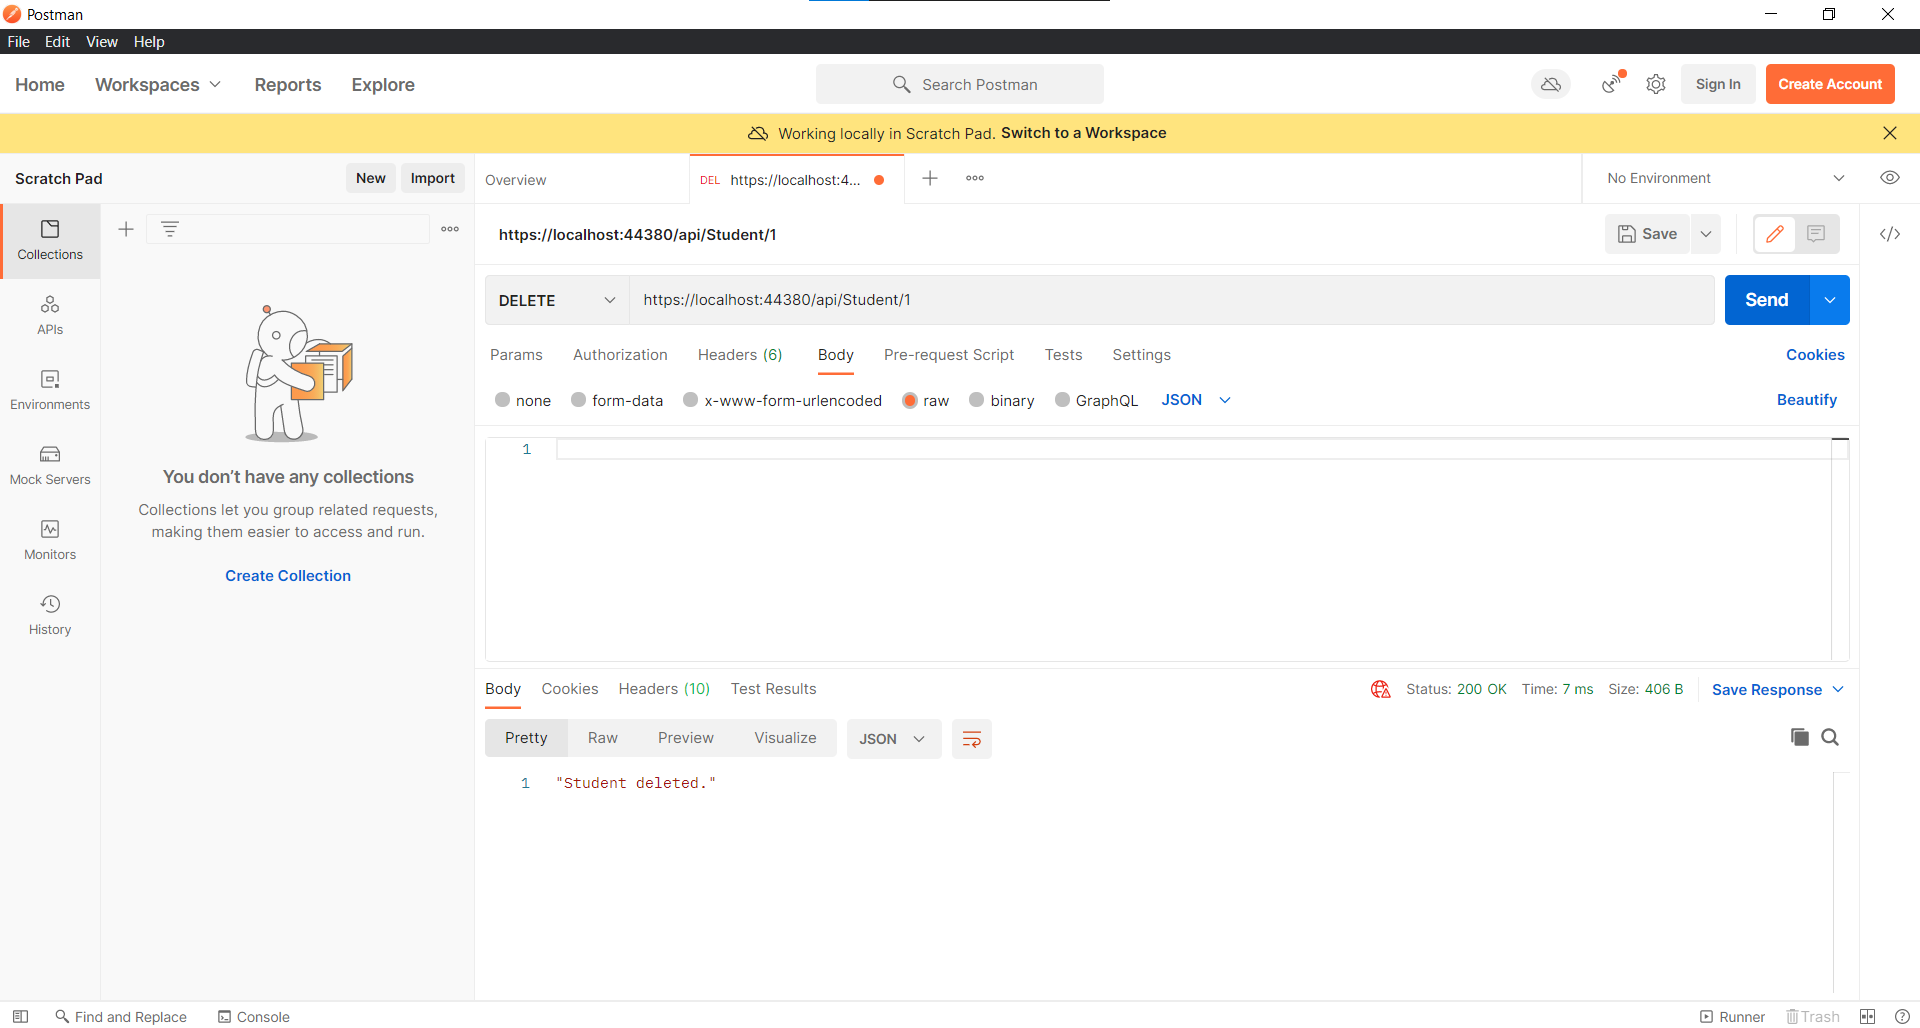 Postman
File Edit View Help
Home Workspaces Reports Explore
Search Postman
Sign In
Create Account
Working locally in Scratch Pad. Switch to a Workspace
Scratch Pad
New
Import
Overview
DEL https://localhost:4...
No Environment
Collections
APIs
Environments
Mock Servers
Monitors
History
You don’t have any collections
Collections let you group related requests,
making them easier to access and run.
Create Collection
https://localhost:44380/api/Student/1
Save
DELETE
https://localhost:44380/api/Student/1
Send
Params Authorization Headers (6) Body Pre-request Script Tests Settings
Cookies
none form-data x-www-form-urlencoded raw binary GraphQL JSON
Beautify
1
Body Cookies Headers (10) Test Results
Status: 200 OK Time: 7 ms Size: 406 B
Save Response
Pretty Raw Preview Visualize JSON
1 "Student deleted."
Find and Replace Console
Runner Trash